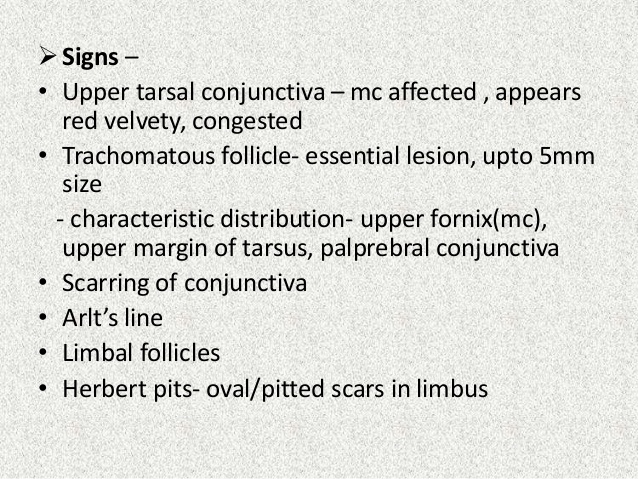 ➢ Signs –
• Upper tarsal conjunctiva – mc affected , appears
red velvety, congested
• Trachomatous follicle- essential lesion, upto 5mm
size
- characteristic distribution- upper fornix(mc),
upper margin of tarsus, palprebral conjunctiva
• Scarring of conjunctiva
• Arlt’s line
• Limbal follicles
• Herbert pits- oval/pitted scars in limbus